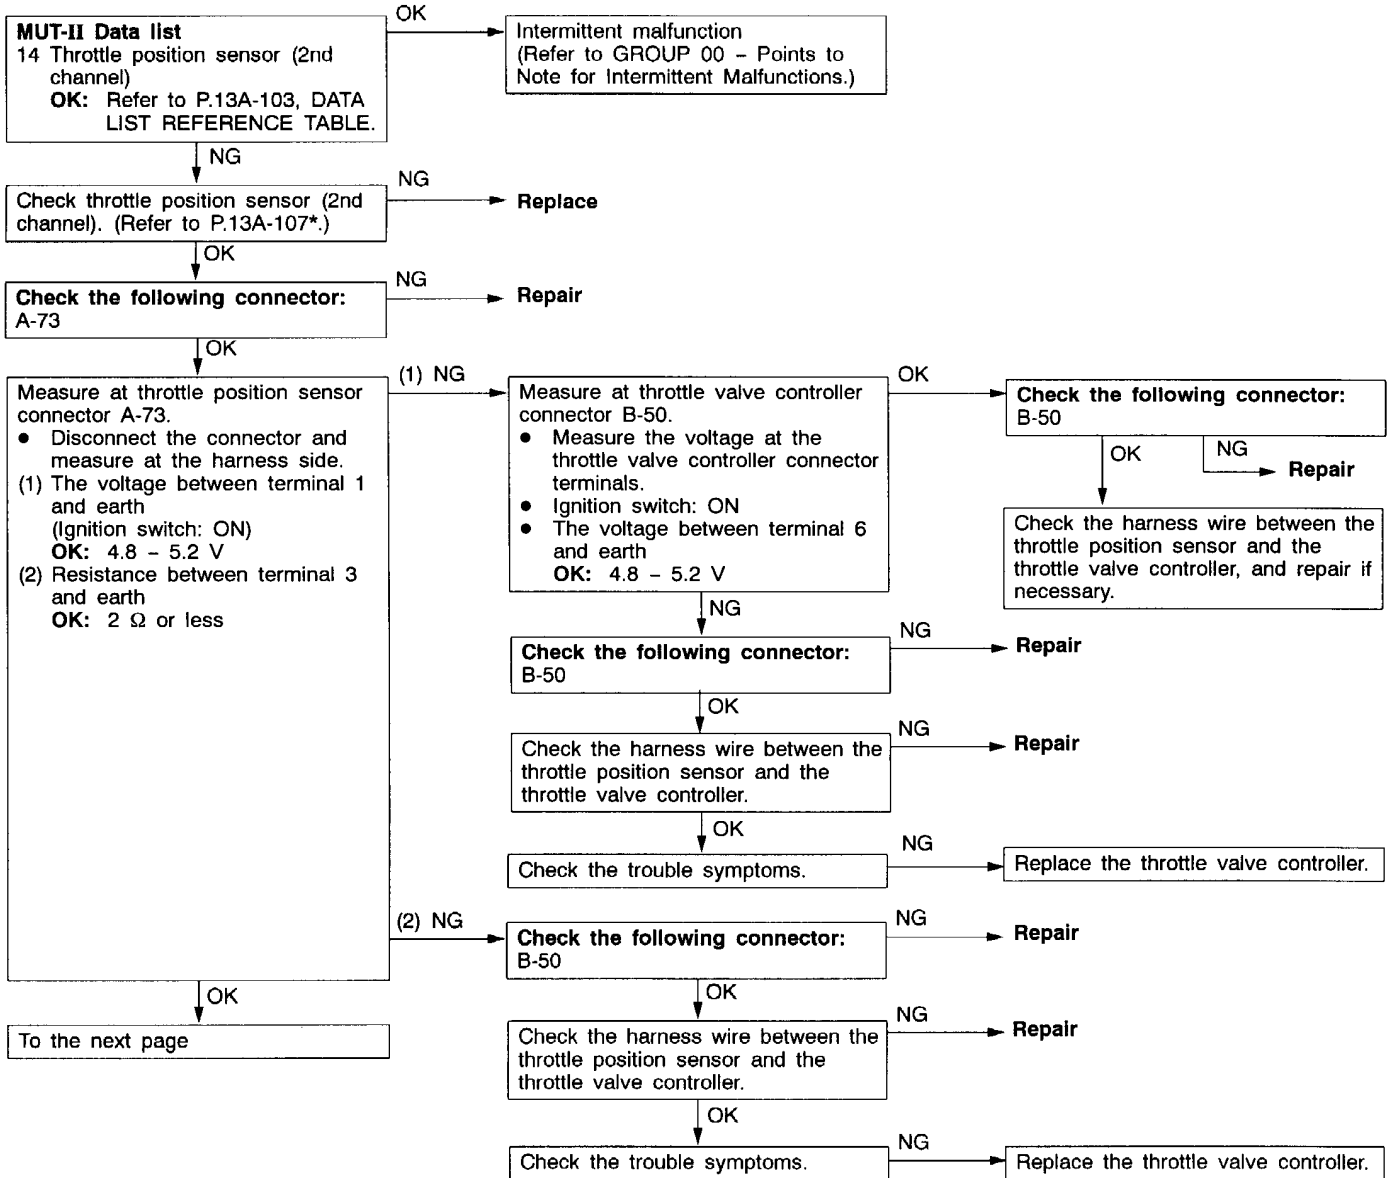 MUT-II Data list
14 Throttle position sensor (2nd
channel)
OK: Refer to P.13A-103, DATA
LIST REFERENCE TABLE.
OK
Intermittent malfunction
(Refer to GROUP 00 – Points to
Note for Intermittent Malfunctions.)
NG
Check throttle position sensor (2nd
channel). (Refer to P.13A-107*.)
NG
Replace
OK
Check the following connector:
A-73
NG
Repair
OK
Measure at throttle position sensor
connector A-73.
● Disconnect the connector and
measure at the harness side.
(1) The voltage between terminal 1
and earth
(Ignition switch: ON)
OK: 4.8 – 5.2 V
(2) Resistance between terminal 3
and earth
OK: 2 Ω or less
(1) NG
Measure at throttle valve controller
connector B-50.
● Measure the voltage at the
throttle valve controller connector
terminals.
● Ignition switch: ON
● The voltage between terminal 6
and earth
OK: 4.8 – 5.2 V
OK
Check the following connector:
B-50
OK
NG
Repair
Check the harness wire between the
throttle position sensor and the
throttle valve controller, and repair if
necessary.
NG
Check the following connector:
B-50
NG
Repair
OK
Check the harness wire between the
throttle position sensor and the
throttle valve controller.
NG
Repair
OK
Check the trouble symptoms.
NG
Replace the throttle valve controller.
(2) NG
Check the following connector:
B-50
NG
Repair
OK
Check the harness wire between the
throttle position sensor and the
throttle valve controller.
NG
Repair
OK
Check the trouble symptoms.
NG
Replace the throttle valve controller.
OK
To the next page